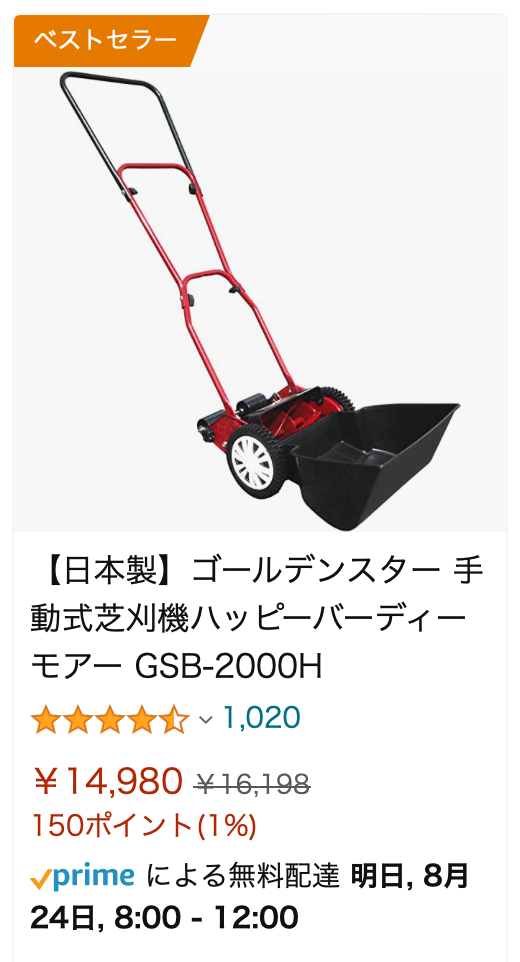 ベストセラー
【日本製】ゴールデンスター 手
動式芝刈機ハッピーバーディー
モアー GSB-2000H
1,020
￥14,980 ￥16,198
150ポイント(1%)
prime による無料配達 明日, 8月
24日, 8:00 - 12:00